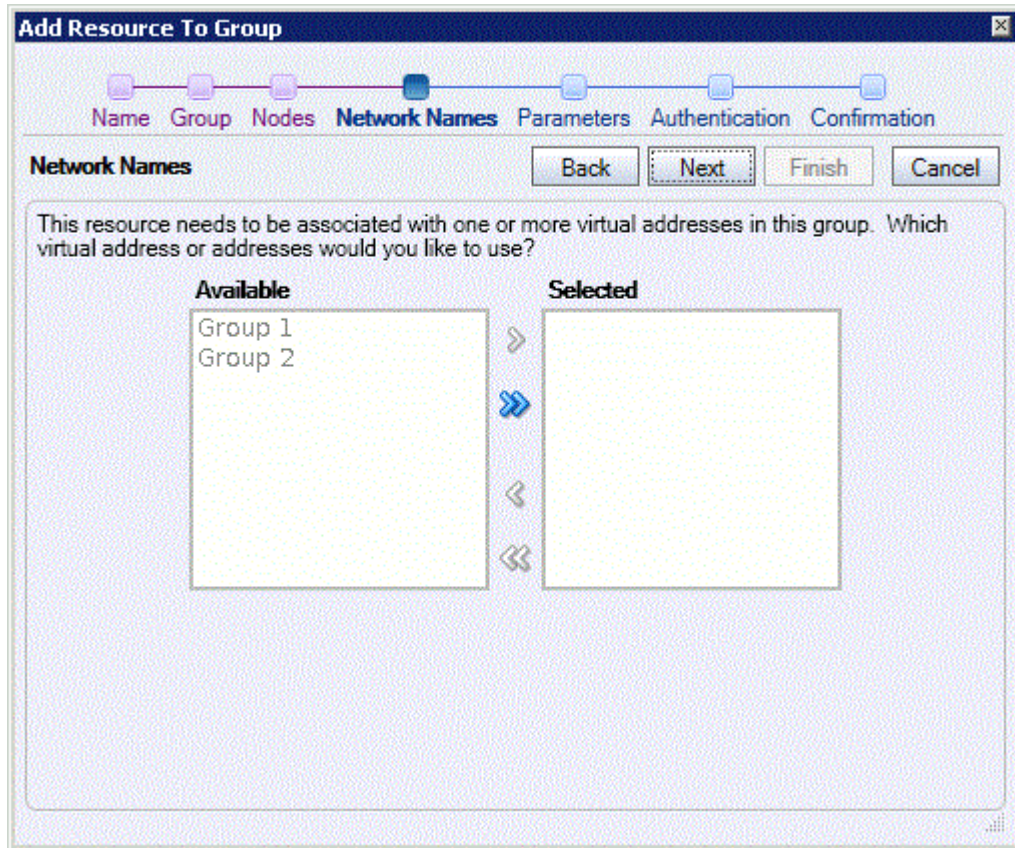 Add Resource To Group
Name Group Nodes Network Names Parameters Authentication Confirmation
Network Names Back Next Finish Cancel
This resource needs to be associated with one or more virtual addresses in this group. Which
virtual address or addresses would you like to use?
Available Selected
Group 1
Group 2